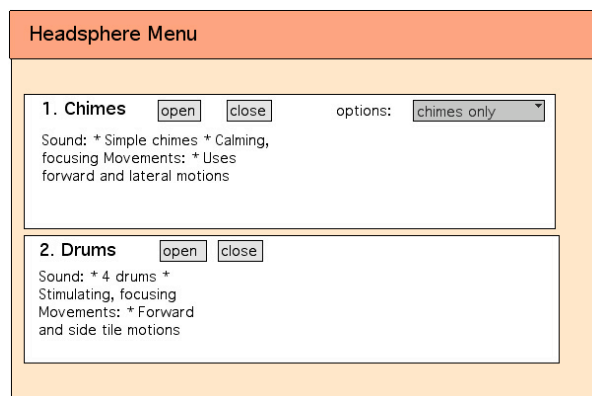 Headsphere Menu
1. Chimes open close options: chimes only
Sound: * Simple chimes * Calming,
focusing Movements: * Uses
forward and lateral motions
2. Drums open close
Sound: * 4 drums *
Stimulating, focusing
Movements: * Forward
and side tile motions